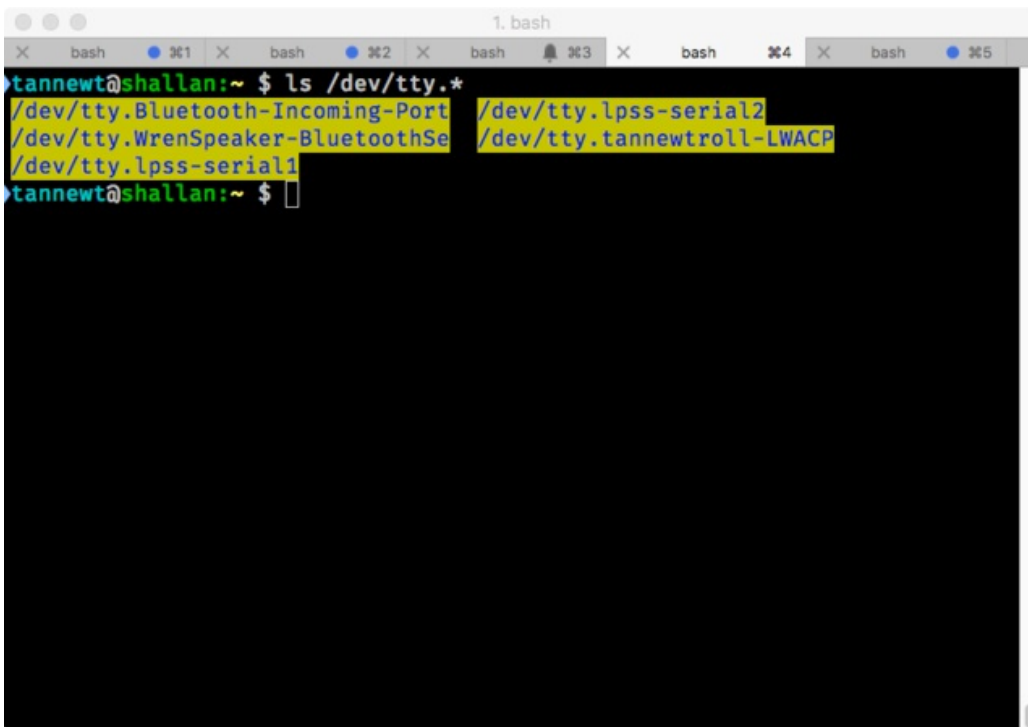 1. bash
bash ⌘1 bash ⌘2 bash ⌘3 bash ⌘4 bash ⌘5
tannewt@shallan:~ $ ls /dev/tty.*
/dev/tty.Bluetooth-Incoming-Port /dev/tty.lpss-serial2
/dev/tty.WrenSpeaker-BluetoothSe /dev/tty.tannewtroll-LWACP
/dev/tty.lpss-serial1
tannewt@shallan:~ $